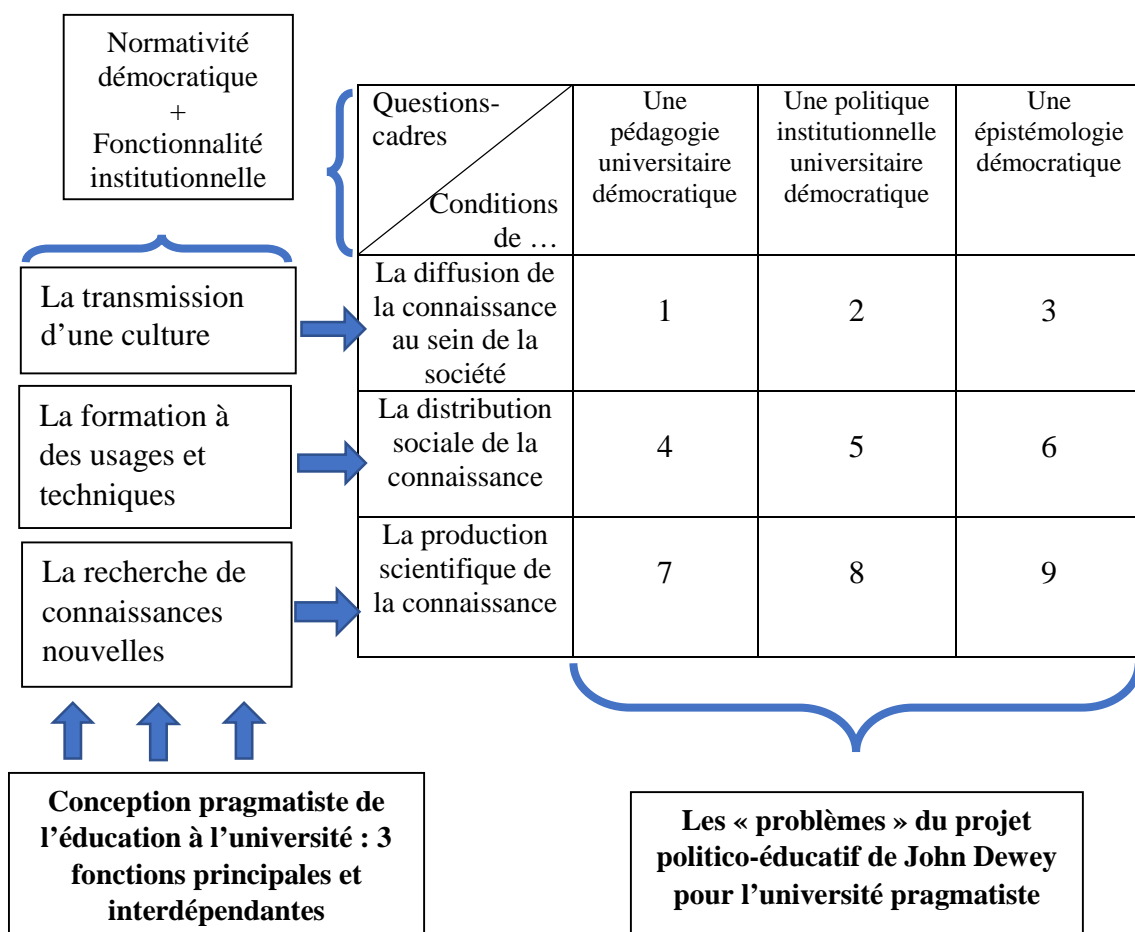 Normativité
démocratique
+
Fonctionnalité
institutionnelle
Questions-
cadres
Conditions
de …
Une
pédagogie
universitaire
démocratique
Une politique
institutionnelle
universitaire
démocratique
Une
épistémologie
démocratique
La transmission
d’une culture
La diffusion de
la connaissance
au sein de la
société
1
2
3
La formation à
des usages et
techniques
La distribution
sociale de la
connaissance
4
5
6
La recherche de
connaissances
nouvelles
La production
scientifique de
la connaissance
7
8
9
Conception pragmatiste de
l’éducation à l’université : 3
fonctions principales et
interdépendantes
Les « problèmes » du projet
politico-éducatif de John Dewey
pour l’université pragmatiste